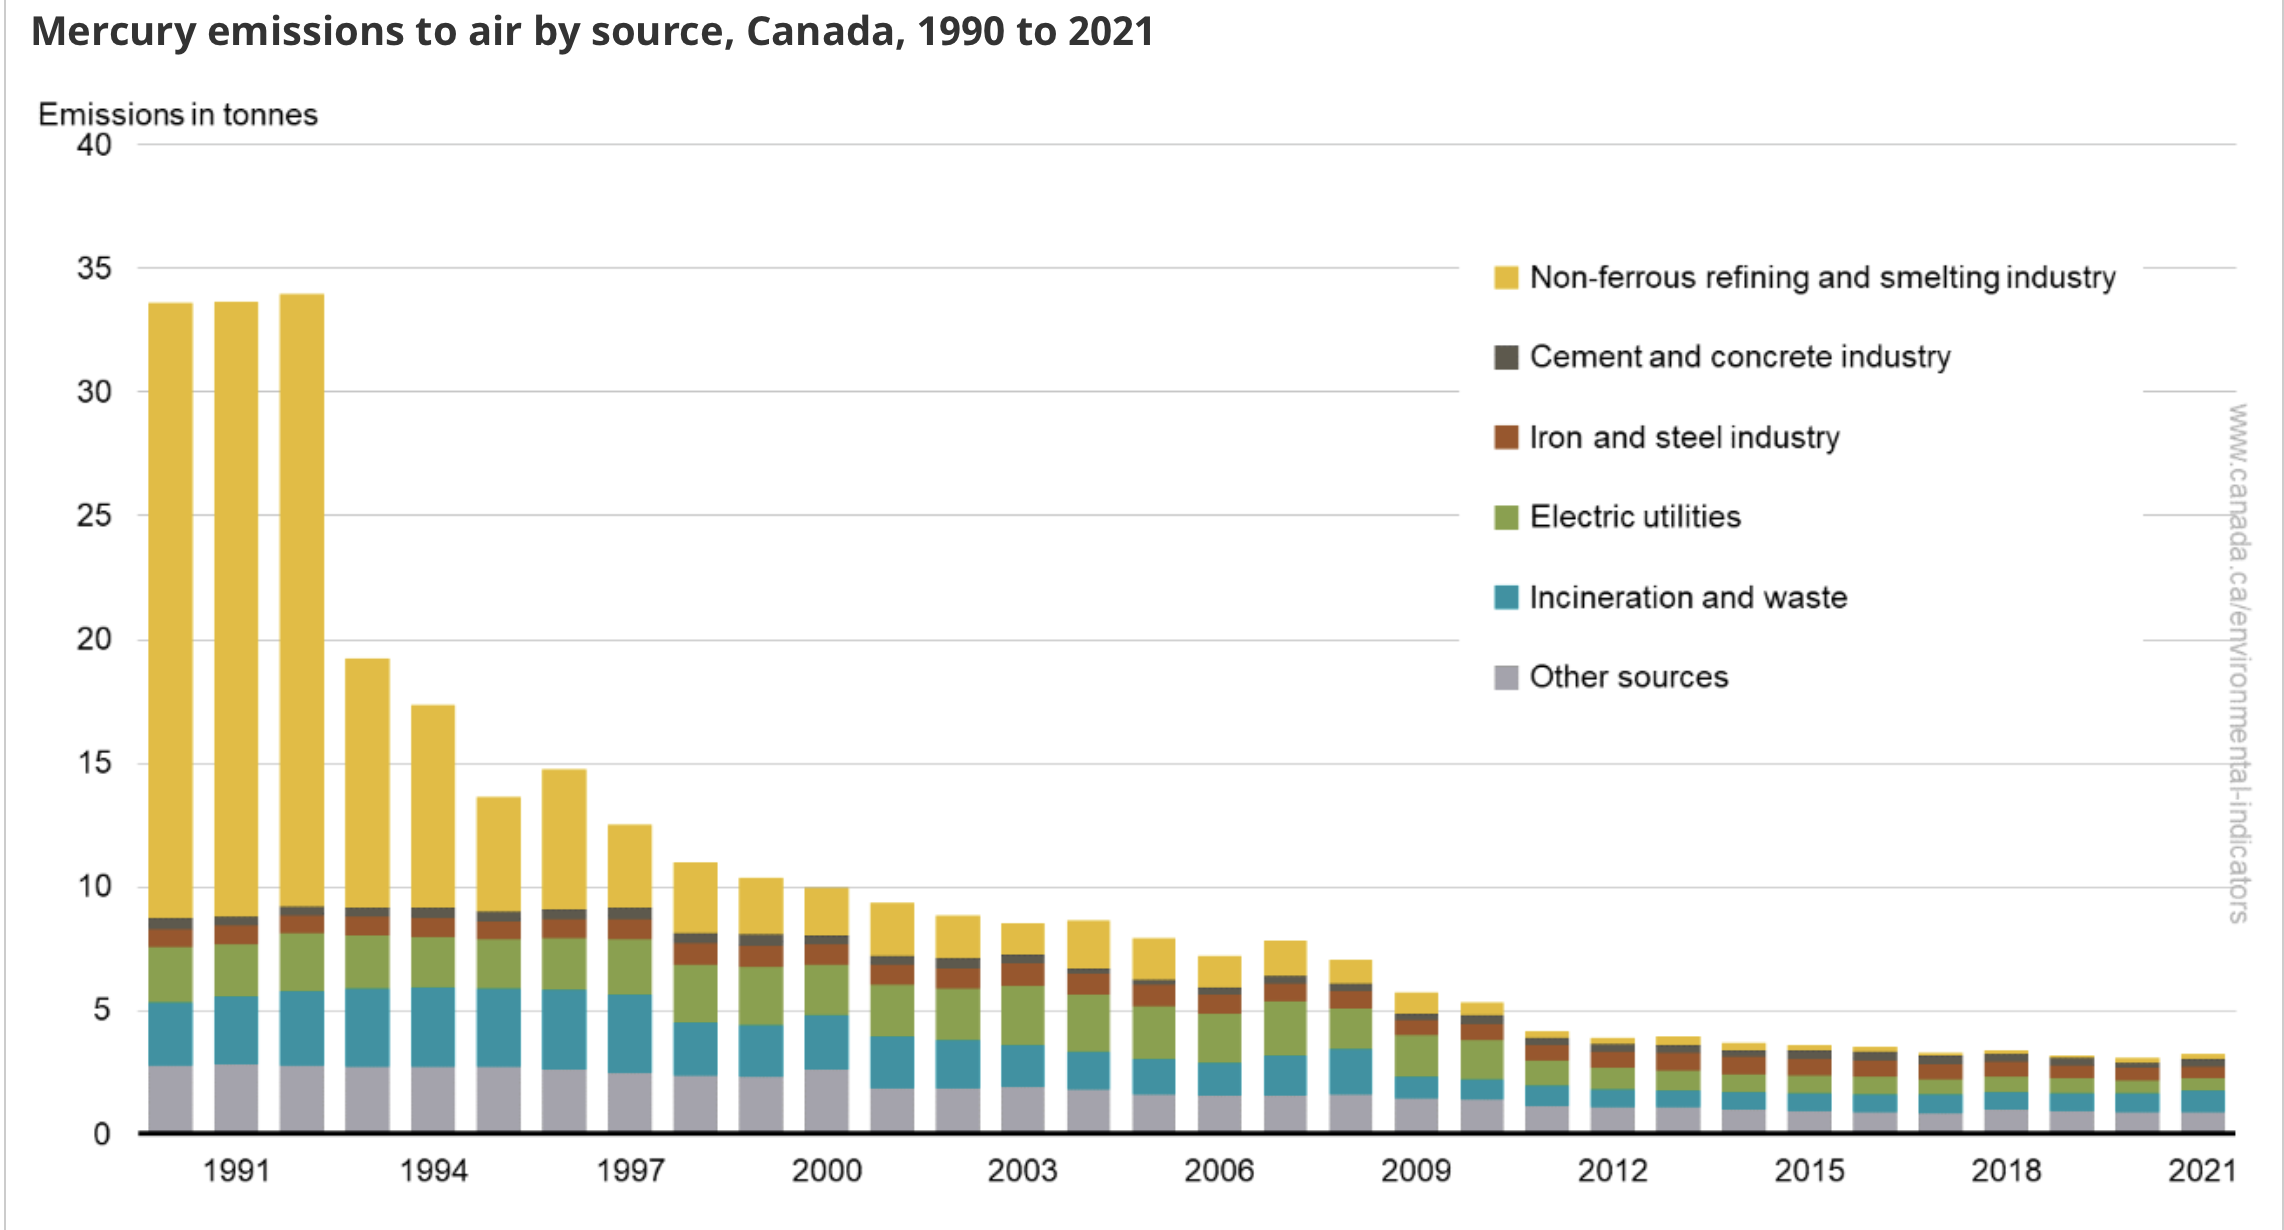 Mercury emissions to air by source, Canada, 1990 to 2021
Emissions in tonnes
40
35
30
25
20
15
10
5
0
Non-ferrous refining and smelting industry
Cement and concrete industry
Iron and steel industry
Electric utilities
Incineration and waste
Other sources
www.canada.ca/environmental-indicators
1991 1994 1997 2000 2003 2006 2009 2012 2015 2018 2021